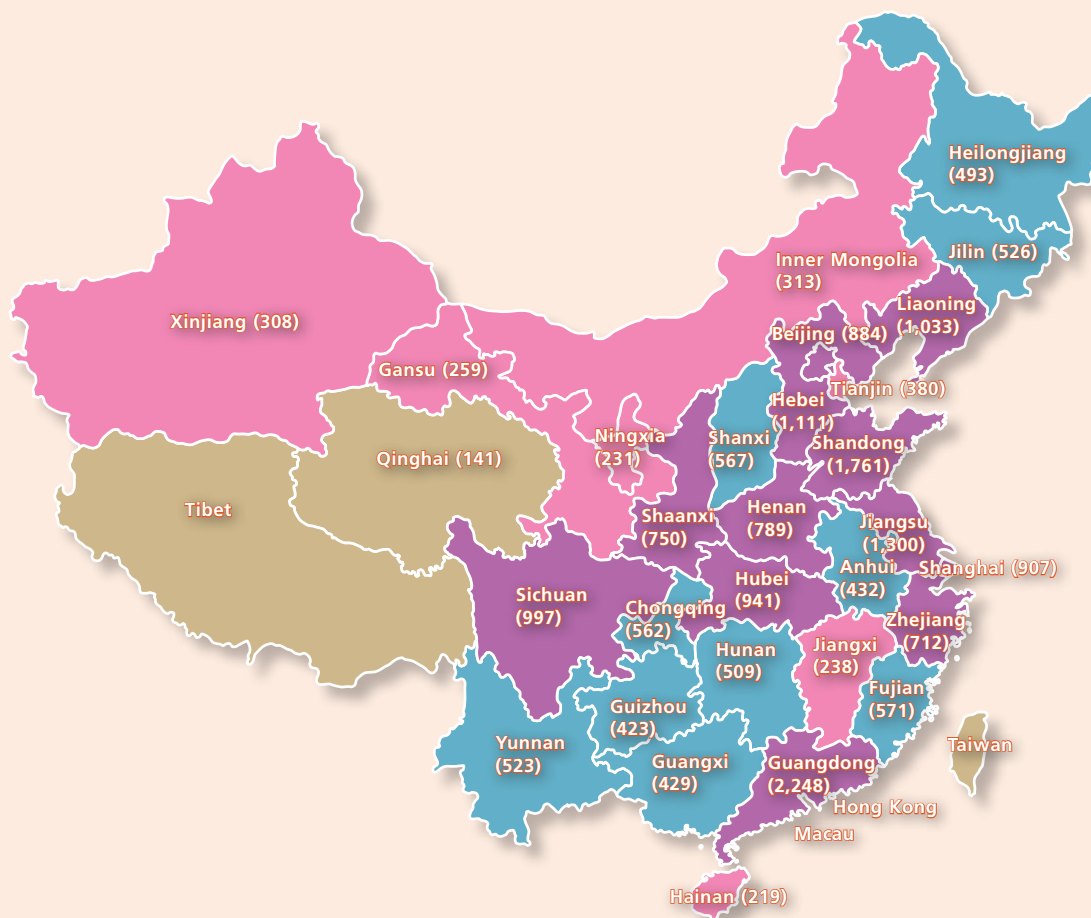 Heilongjiang
(493)
Jilin (526)
Inner Mongolia
(313)
Liaoning
(1,033)
Xinjiang (308)
Beijing (884)
Gansu (259)
Tianjin (380)
Hebei
(1,111)
Ningxia
(231)
Shanxi
(567)
Shandong
(1,761)
Qinghai (141)
Tibet
Shaanxi
(750)
Henan
(789)
Jiangsu
(1,300)
Anhui
(432)
Shanghai (907)
Sichuan
(997)
Hubei
(941)
Chongqing
(562)
Zhejiang
(712)
Hunan
(509)
Jiangxi
(238)
Fujian
(571)
Guizhou
(423)
Yunnan
(523)
Guangxi
(429)
Guangdong
(2,248)
Taiwan
Hong Kong
Macau
Hainan (219)